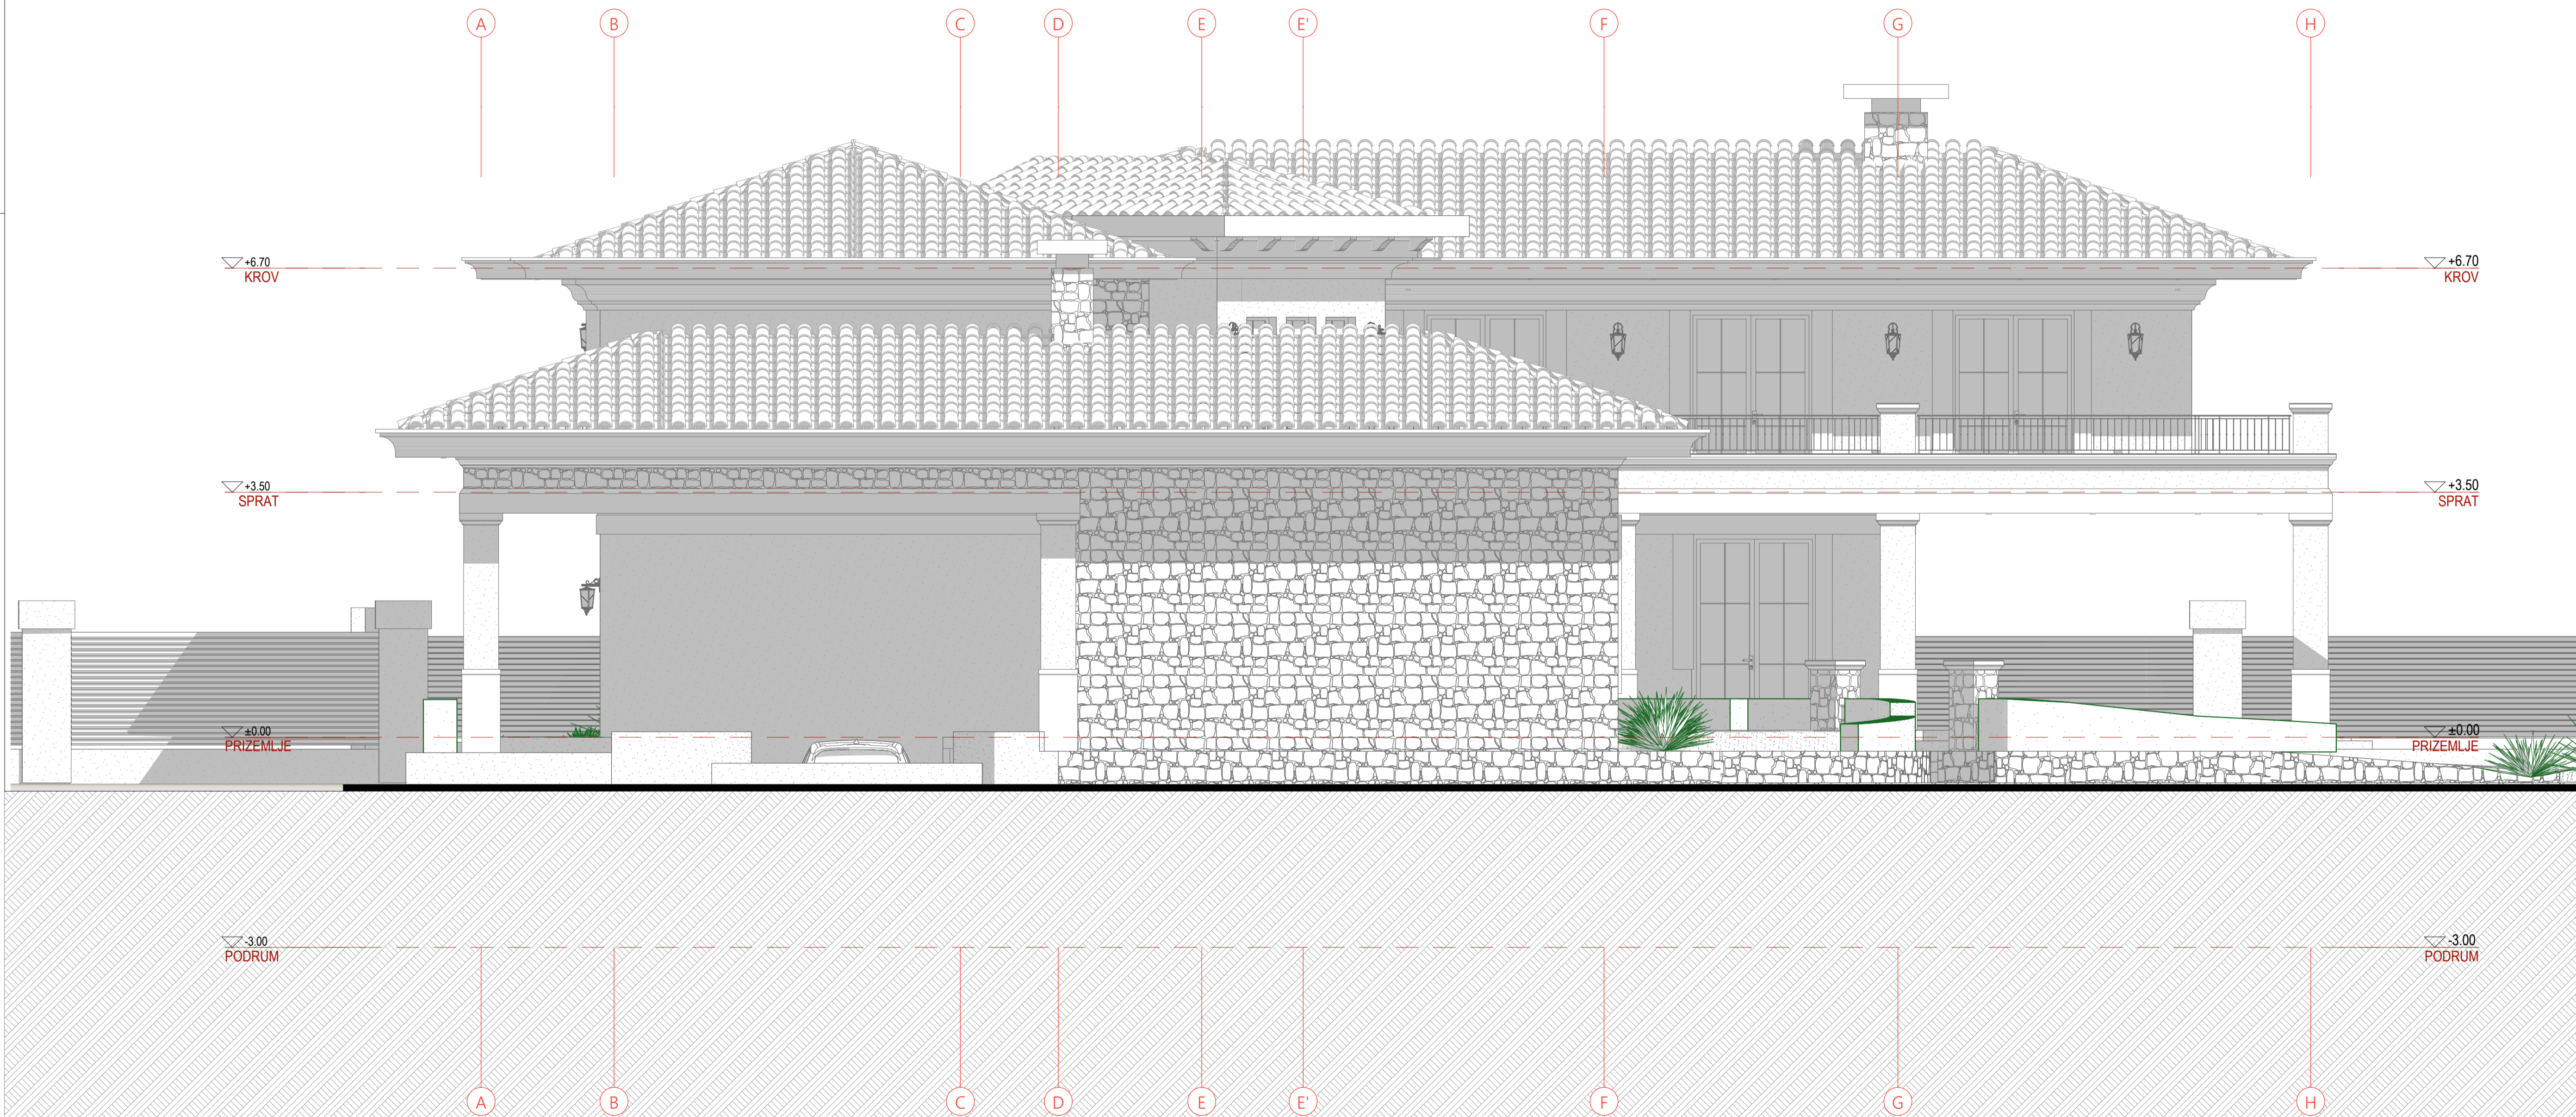 A B C D E E' F G H
+6.70 +6.70
KROV KROV
+3.50 +3.50
SPRAT SPRAT
±0.00 ±0.00
PRIZEMLJE PRIZEMLJE
-3.00 -3.00
PODRUM PODRUM
A B C D E E' F G H